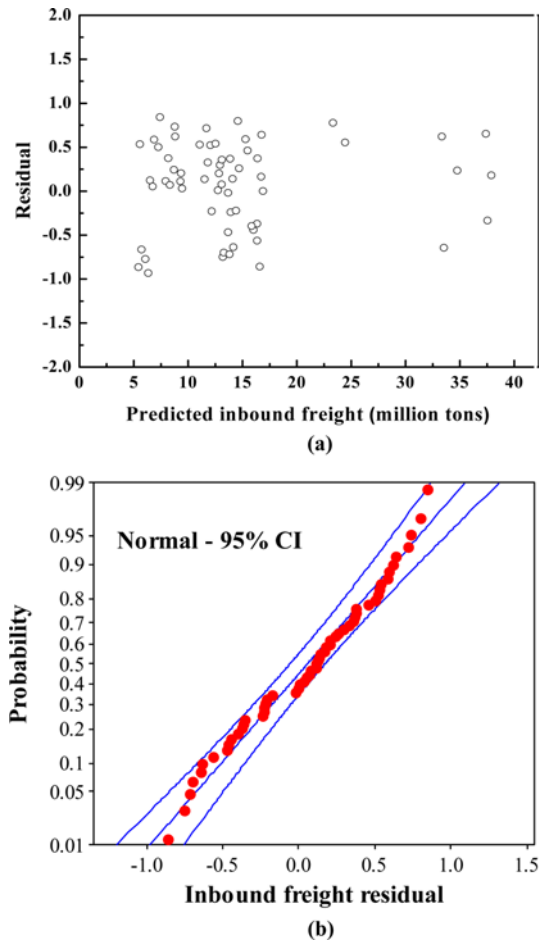 2.0
1.5
1.0
0.5
0.0
-0.5
-1.0
-1.5
-2.0
Residual
0 5 10 15 20 25 30 35 40
Predicted inbound freight (million tons)
(a)
0.99
0.95
0.9
0.8
0.7
0.6
0.5
0.4
0.3
0.2
0.1
0.05
0.01
Probability
Normal - 95% CI
-1.0 -0.5 0.0 0.5 1.0 1.5
Inbound freight residual
(b)